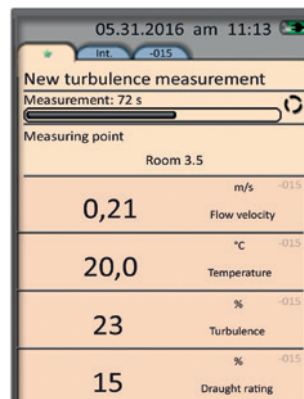 05.31.2016 am 11:13
Int. -015
New turbulence measurement
Measurement: 72 s
Measuring point
Room 3.5
m/s -015
0,21 Flow velocity
°C -015
20,0 Temperature
%
23 Turbulence
% -015
15 Draught rating